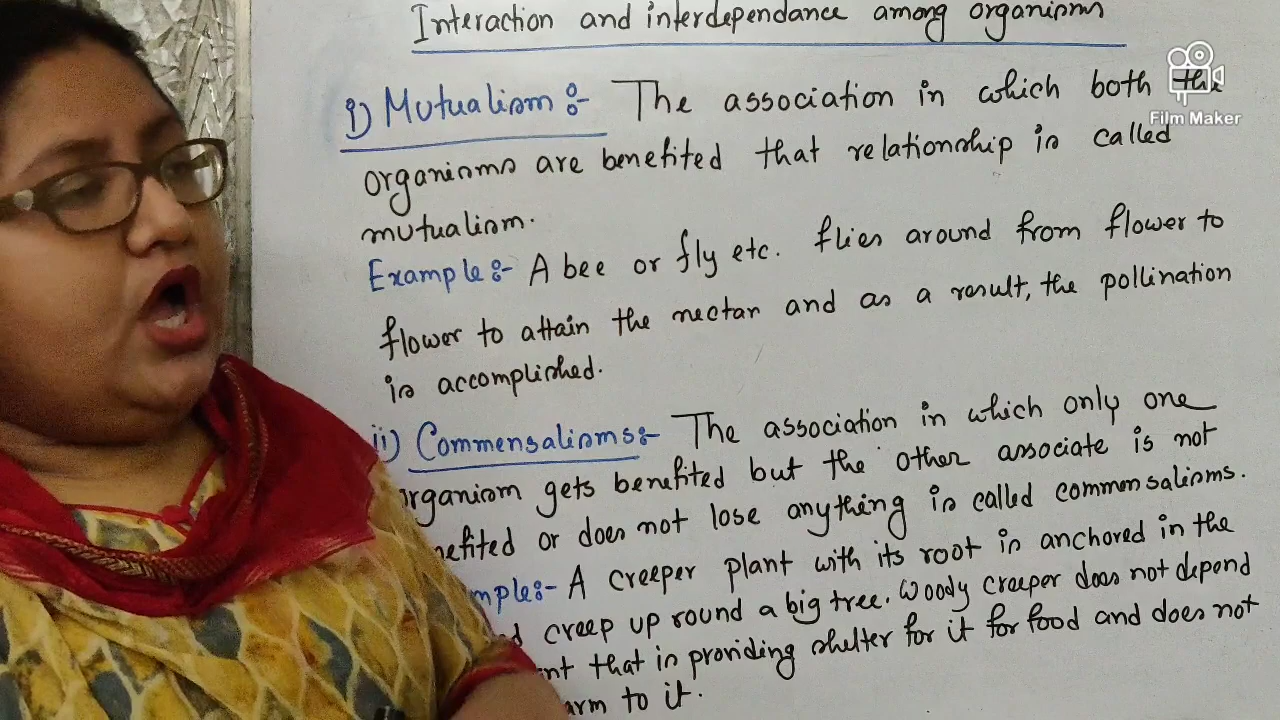 Interaction and interdependance among organisms
i) Mutualism :- The association in which both the
organisms are benefited that relationship is called
mutualism.
Example:- A bee or fly etc. flies around from flower to
flower to attain the nectar and as a result, the pollination
is accomplished.
ii) Commensalisms:- The association in which only one
organism gets benefited but the other associate is not
nefited or does not lose anything is called commensalisms.
mple:- A creeper plant with its root is anchored in the
creep up round a big tree. Woody creeper does not depend
nt that is providing shelter for it for food and does not
arm to it.
Film Maker